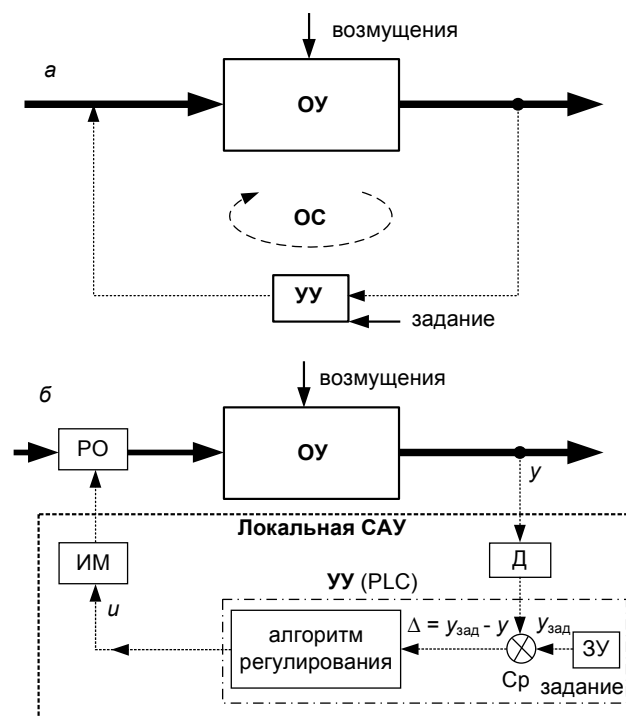 возмущения
а
ОУ
ОС
УУ
задание
возмущения
б
РО
ОУ
y
Локальная САУ
ИМ
Д
УУ (PLC)
u
алгоритм
регулирования
Δ = yзад - y
yзад
ЗУ
Ср
задание